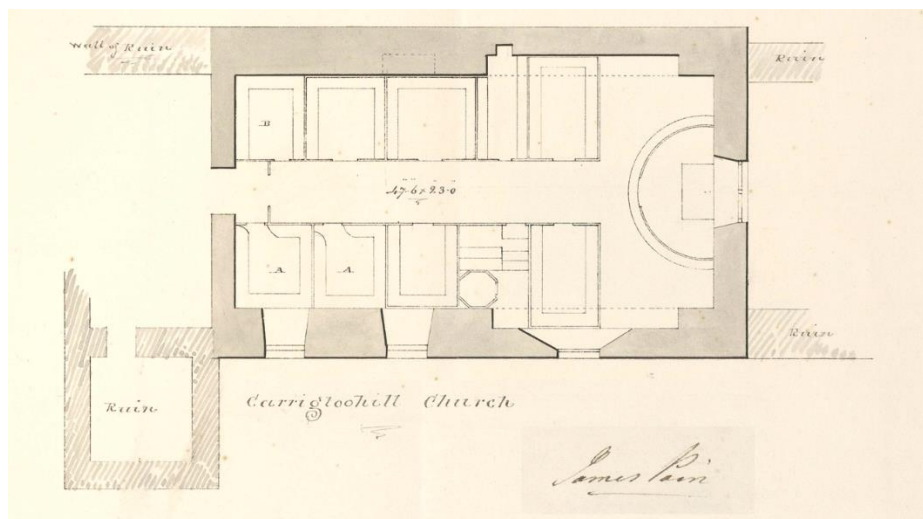 Wall of Ruin
Ruin
B
47-6 x 23-0
A
A
Ruin
Ruin
Carrigtoohill Church
James Pain